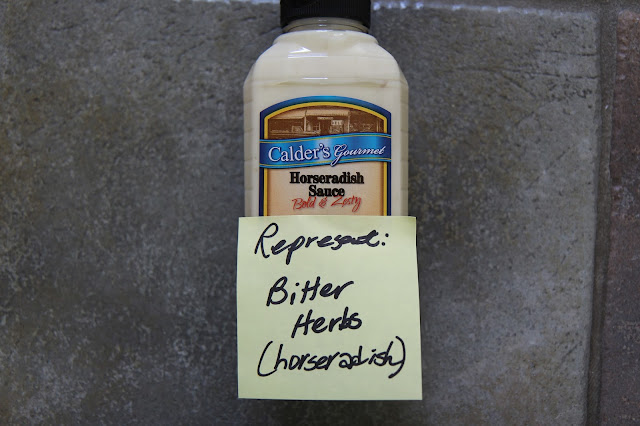 Calder's Gourmet
Horseradish
Sauce
Bold & Zesty
Represent:
Bitter
Herbs
(horseradish)